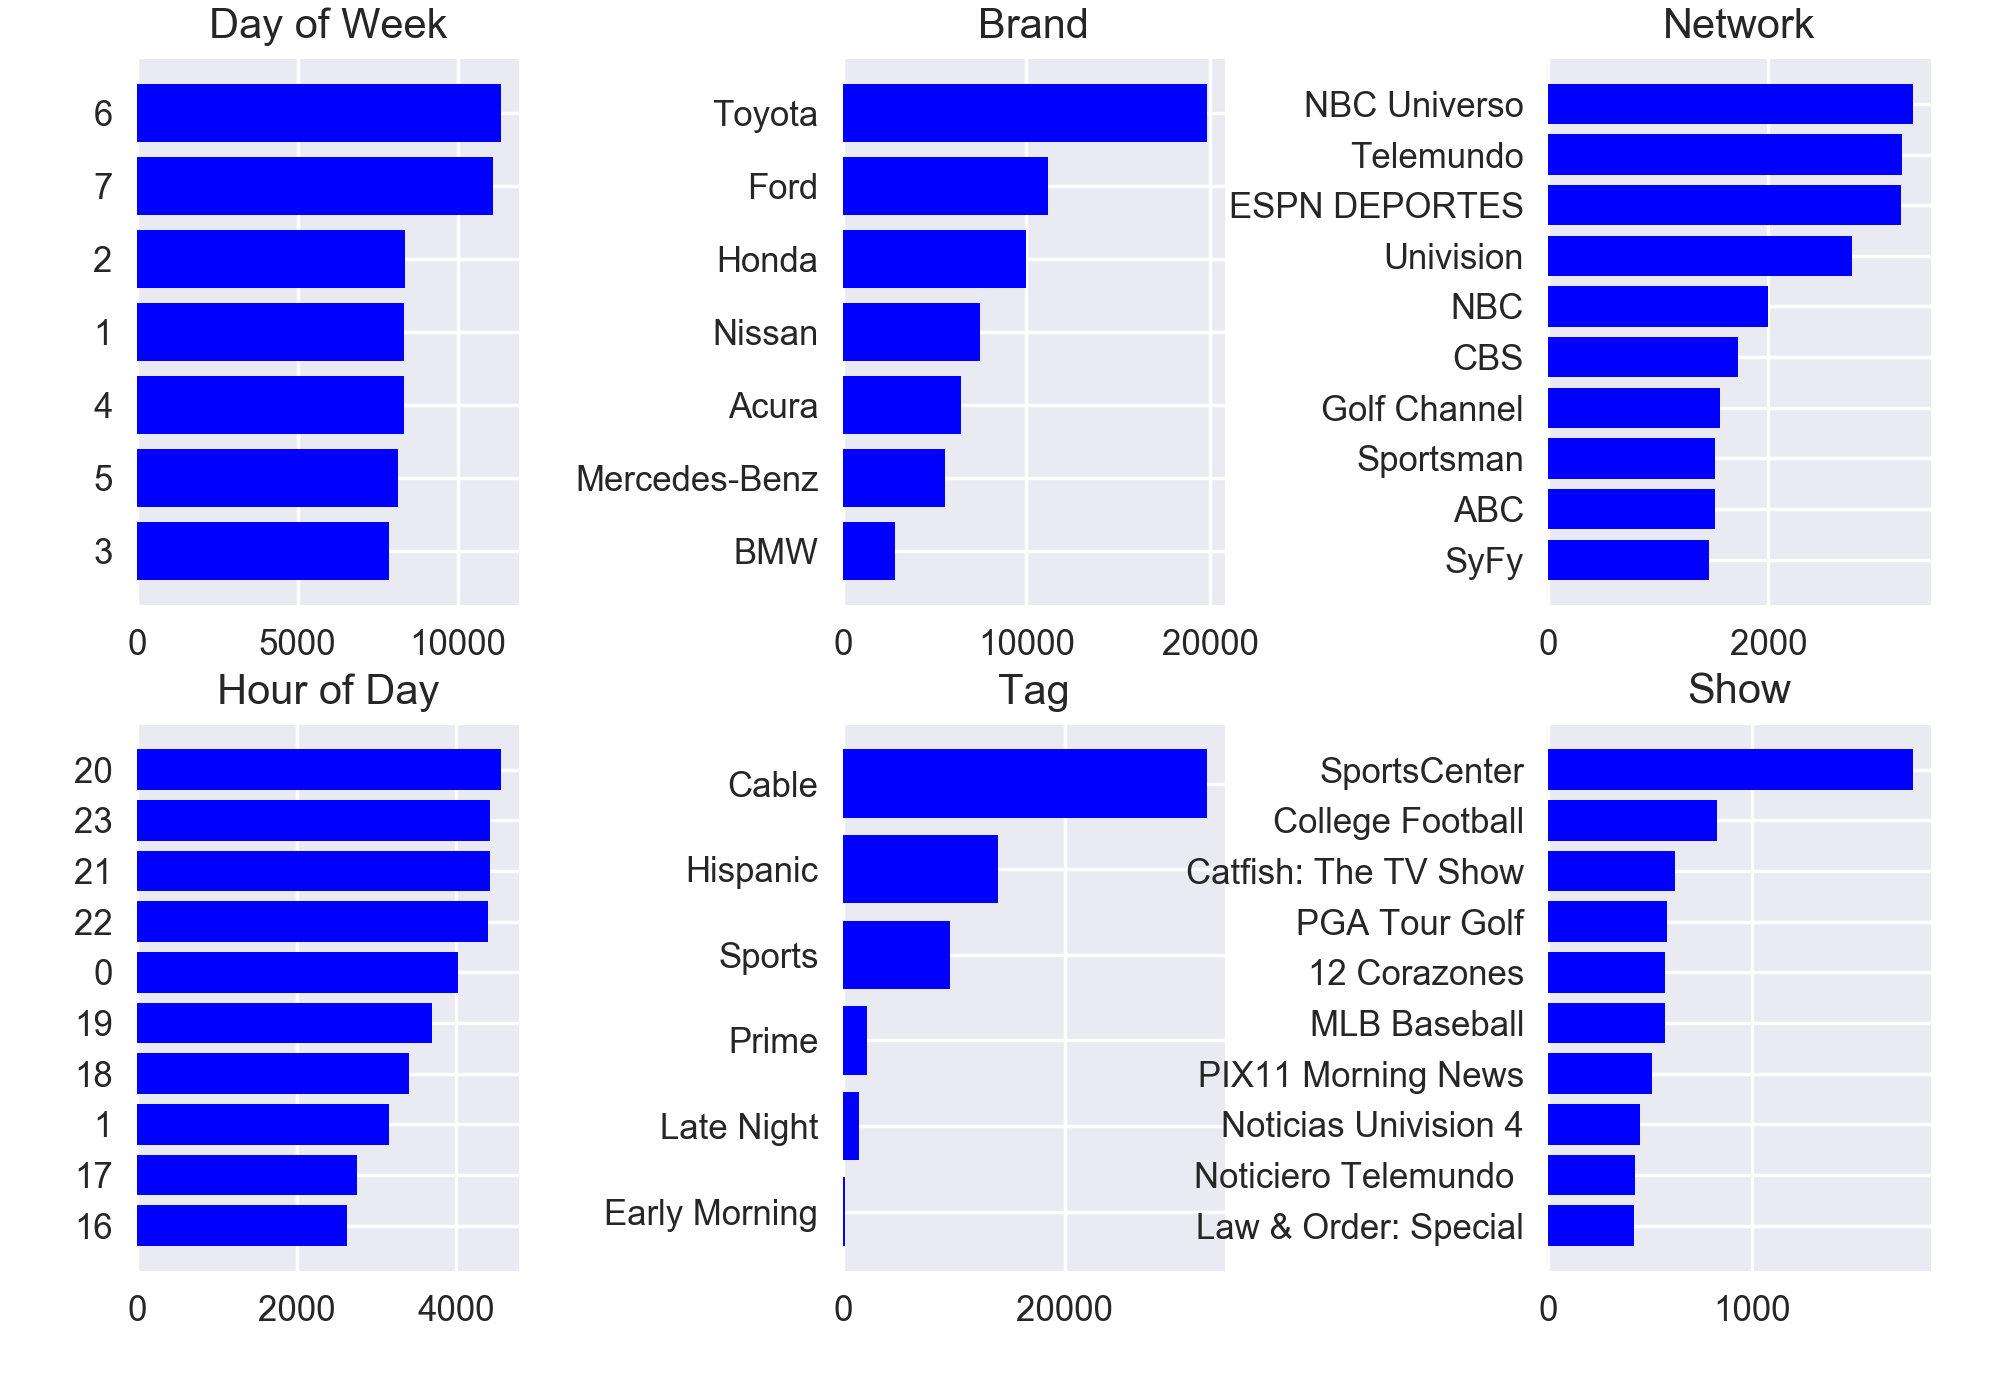 Day of Week
6
7
2
1
4
5
3
0 5000 10000
Brand
Toyota
Ford
Honda
Nissan
Acura
Mercedes-Benz
BMW
0 10000 20000
Network
NBC Universo
Telemundo
ESPN DEPORTES
Univision
NBC
CBS
Golf Channel
Sportsman
ABC
SyFy
0 2000
Hour of Day
20
23
21
22
0
19
18
1
17
16
0 2000 4000
Tag
Cable
Hispanic
Sports
Prime
Late Night
Early Morning
0 20000
Show
SportsCenter
College Football
Catfish: The TV Show
PGA Tour Golf
12 Corazones
MLB Baseball
PIX11 Morning News
Noticias Univision 4
Noticiero Telemundo
Law & Order: Special
0 1000